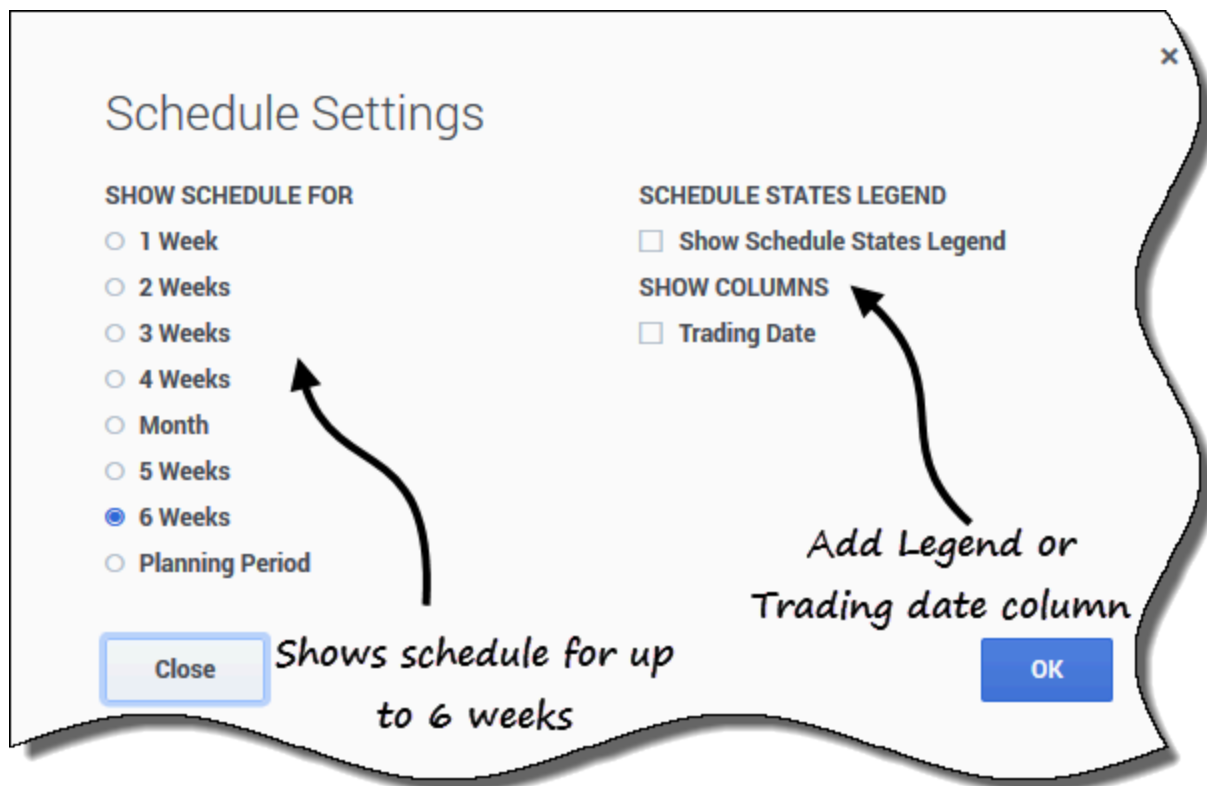 ×
Schedule Settings
SHOW SCHEDULE FOR
1 Week
2 Weeks
3 Weeks
4 Weeks
Month
5 Weeks
6 Weeks
Planning Period
SCHEDULE STATES LEGEND
Show Schedule States Legend
SHOW COLUMNS
Trading Date
Add Legend or
Trading date column
Shows schedule for up
to 6 weeks
Close
OK